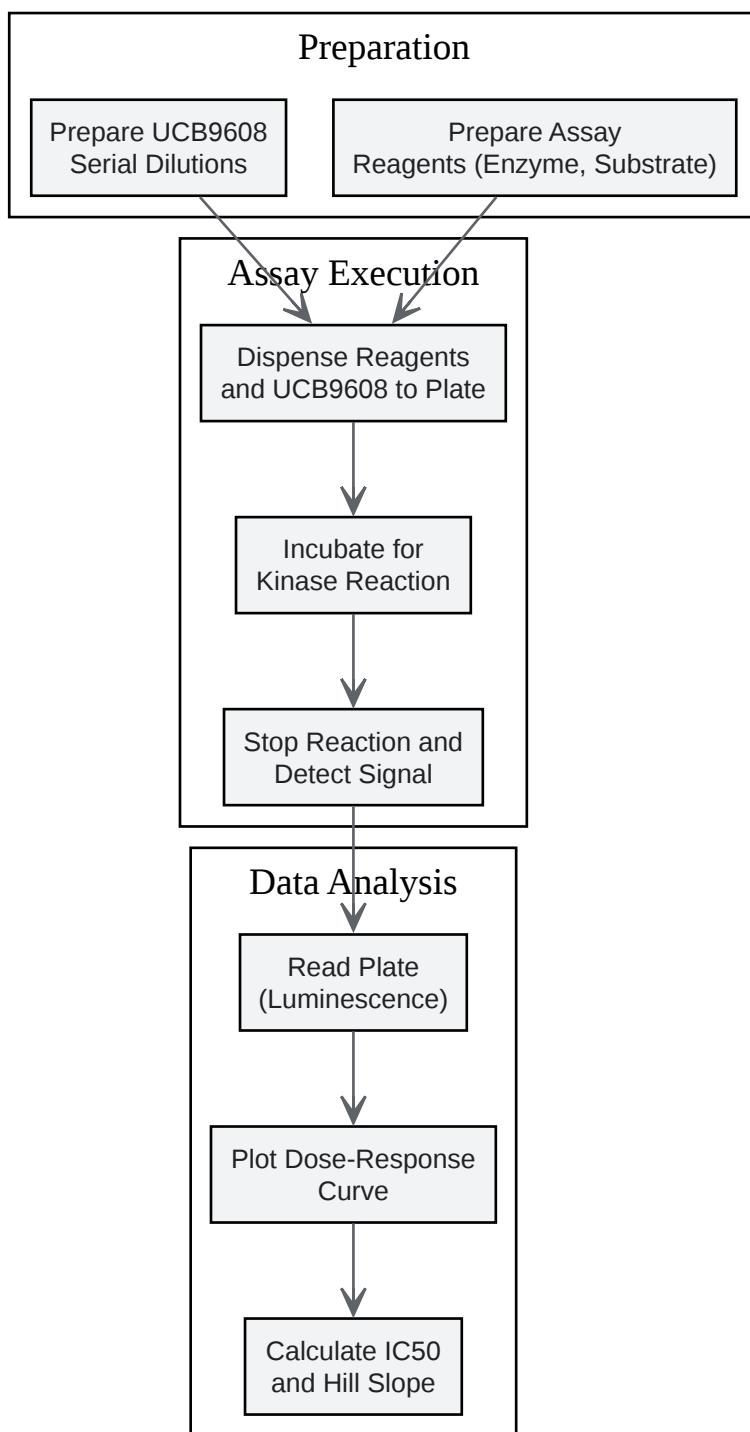 Preparation
Prepare UCB9608
Serial Dilutions
Prepare Assay
Reagents (Enzyme, Substrate)
Assay Execution
Dispense Reagents
and UCB9608 to Plate
Incubate for
Kinase Reaction
Stop Reaction and
Detect Signal
Data Analysis
Read Plate
(Luminescence)
Plot Dose-Response
Curve
Calculate IC50
and Hill Slope